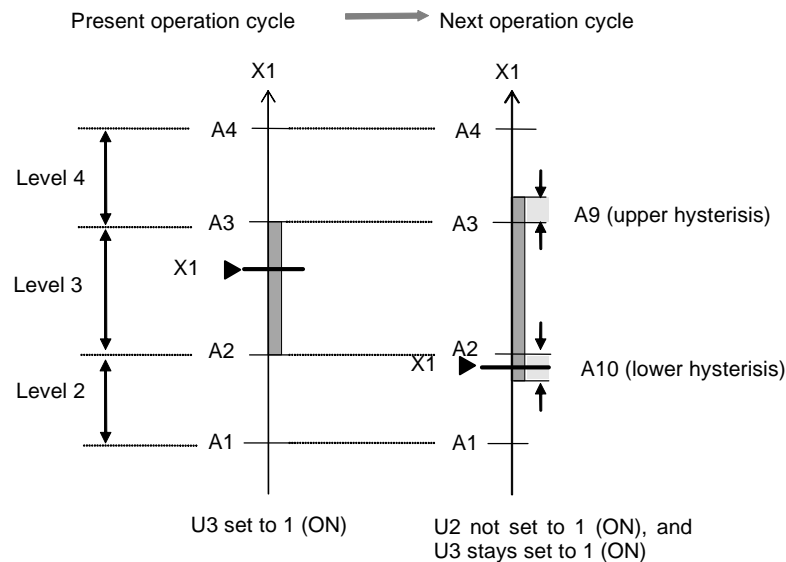 Present operation cycle
Next operation cycle
X1
X1
A4
A4
Level 4
A3
A3
A9 (upper hysterisis)
X1
Level 3
A2
A2
X1
A10 (lower hysterisis)
Level 2
A1
A1
U3 set to 1 (ON)
U2 not set to 1 (ON), and
U3 stays set to 1 (ON)